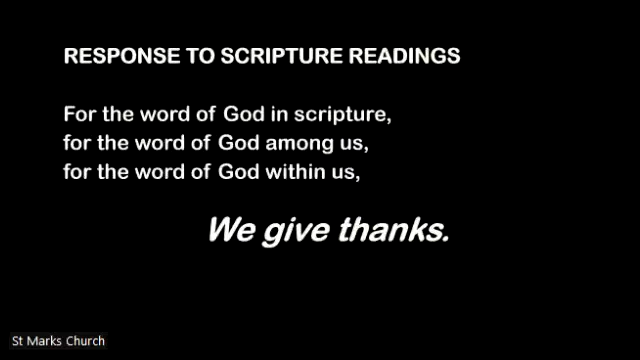 RESPONSE TO SCRIPTURE READINGS
For the word of God in scripture,
for the word of God among us,
for the word of God within us,
We give thanks.
St Marks Church